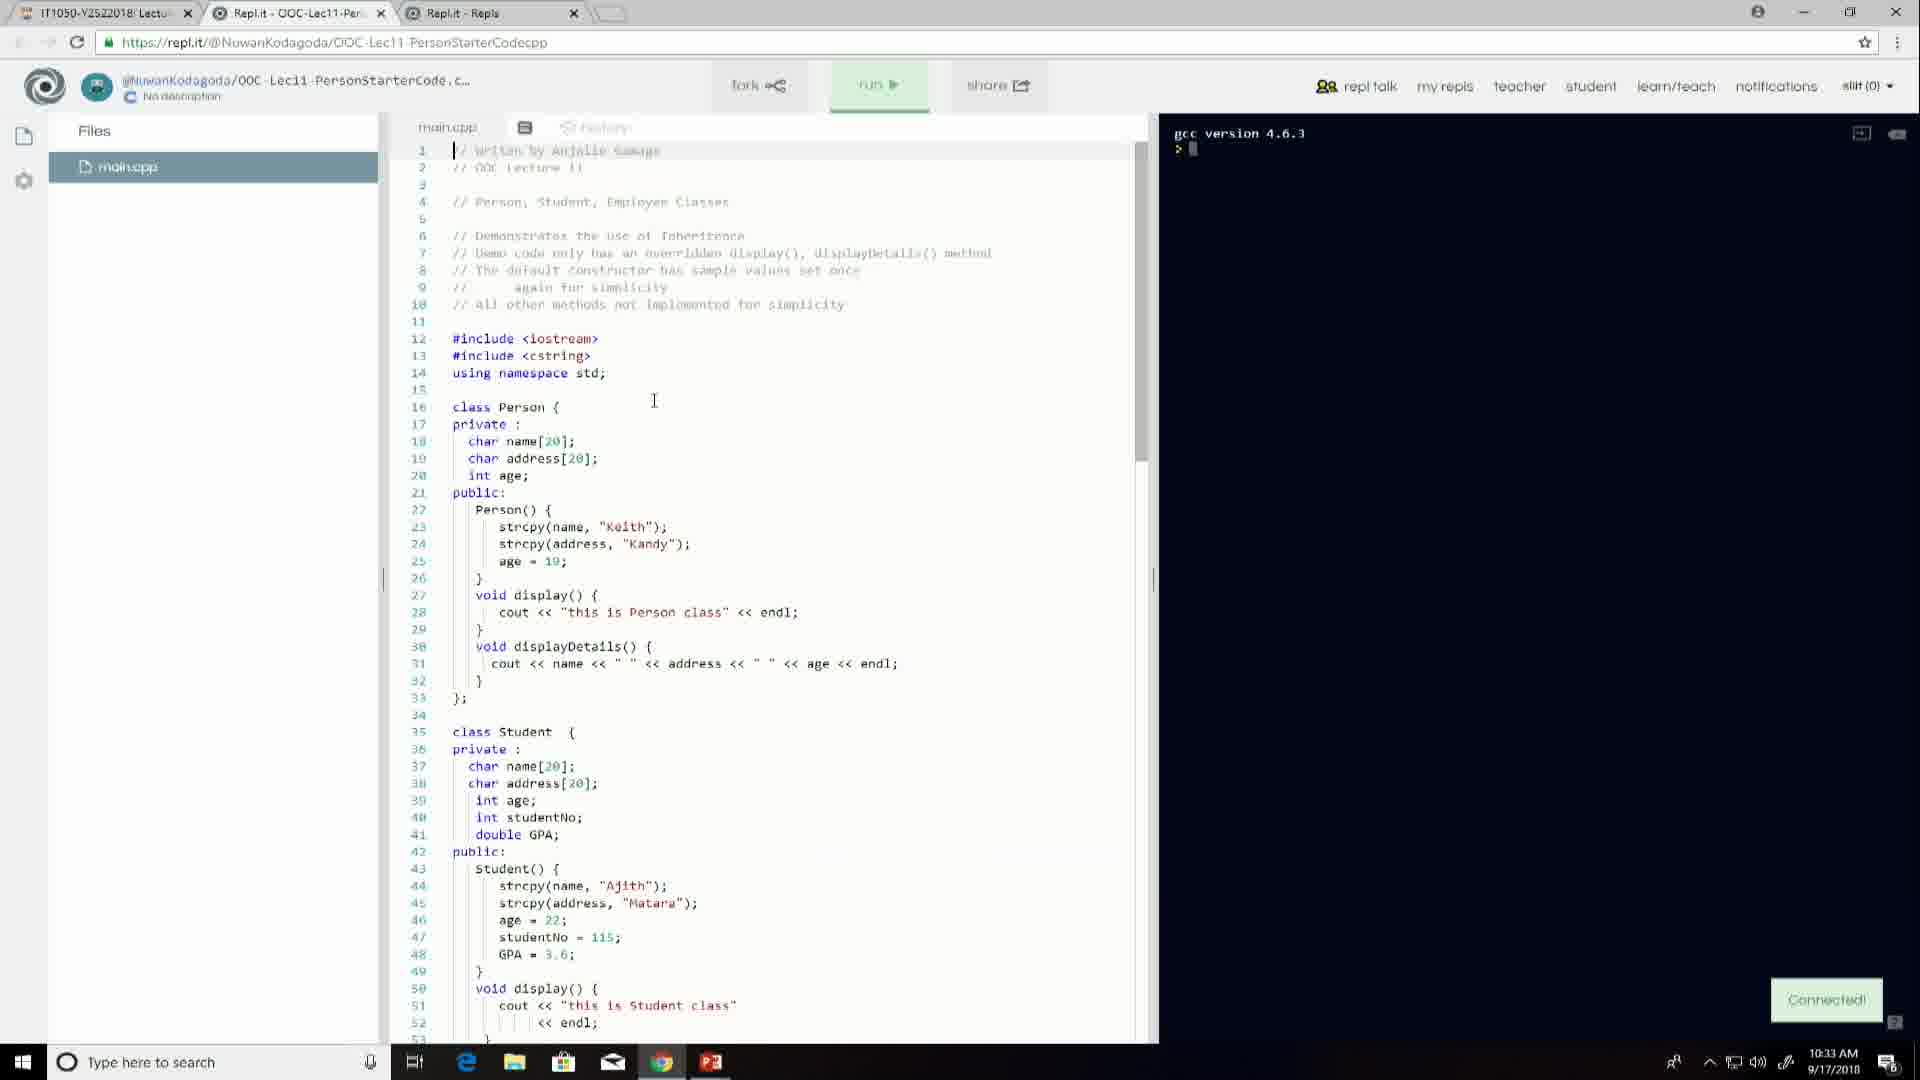 IT1050-Y2S22018: Lectu
Repl.it - OOC-Lec11-Per
Repl.it - Repls
https://repl.it/@NuwanKodagoda/OOC-Lec11-PersonStarterCodecpp
@NuwanKodagoda/OOC-Lec11-PersonStarterCode.c...
No description
fork
run
share
repl talk
my repls
teacher
student
learn/teach
notifications
sliit (0)
Files
main.cpp
main.cpp
history
1 // Writen by Anjalie Gamage
2 // OOC Lecture 11
3
4 // Person, Student, Employee Classes
5
6 // Demonstrates the use of Inheritence
7 // Demo code only has an overridden display(), displayDetails() method
8 // The default constructor has sample values set once
9 // again for simplicity
10 // All other methods not implemented for simplicity
11
12 #include <iostream>
13 #include <cstring>
14 using namespace std;
15
16 class Person {
17 private :
18 char name[20];
19 char address[20];
20 int age;
21 public:
22 Person() {
23 strcpy(name, "Keith");
24 strcpy(address, "Kandy");
25 age = 19;
26 }
27 void display() {
28 cout << "this is Person class" << endl;
29 }
30 void displayDetails() {
31 cout << name << " " << address << " " << age << endl;
32 }
33 };
34
35 class Student {
36 private :
37 char name[20];
38 char address[20];
39 int age;
40 int studentNo;
41 double GPA;
42 public:
43 Student() {
44 strcpy(name, "Ajith");
45 strcpy(address, "Matara");
46 age = 22;
47 studentNo = 115;
48 GPA = 3.6;
49 }
50 void display() {
51 cout << "this is Student class"
52 << endl;
53 }
gcc version 4.6.3
>
Connected!
?
Type here to search
10:33 AM
9/17/2018